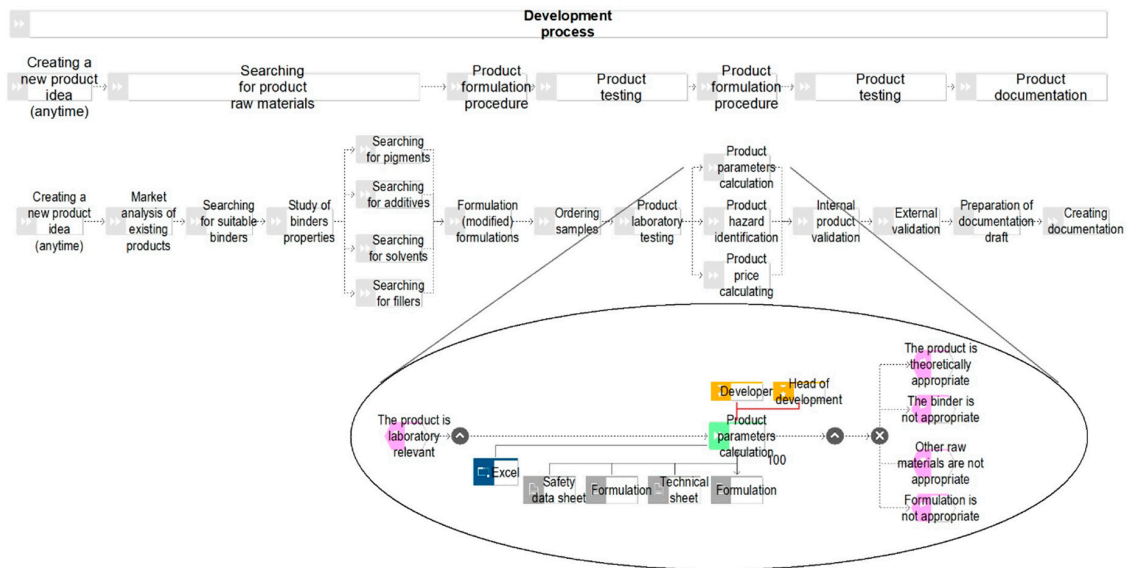 Development
process
Creating a
new product
idea
(anytime)
Searching
for product
raw materials
Product
formulation
procedure
Product
testing
Product
formulation
procedure
Product
testing
Product
documentation
Creating a
new product
idea
(anytime)
Market
analysis of
existing
products
Searching
for suitable
binders
Study of
binders
properties
Searching
for pigments
Searching
for additives
Searching
for solvents
Searching
for fillers
Formulation
(modified)
formulations
Ordering
samples
Product
laboratory
testing
Product
parameters
calculation
Product
hazard
identification
Product
price
calculating
Internal
product
validation
External
validation
Preparation of
documentation
draft
Creating
documentation
The product is
laboratory
relevant
Developer
Head of
development
Product
parameters
calculation
100
Excel
Safety
data sheet
Formulation
Technical
sheet
Formulation
The product is
theoretically
appropriate
The binder is
not appropriate
Other raw
materials are not
appropriate
Formulation is
not appropriate